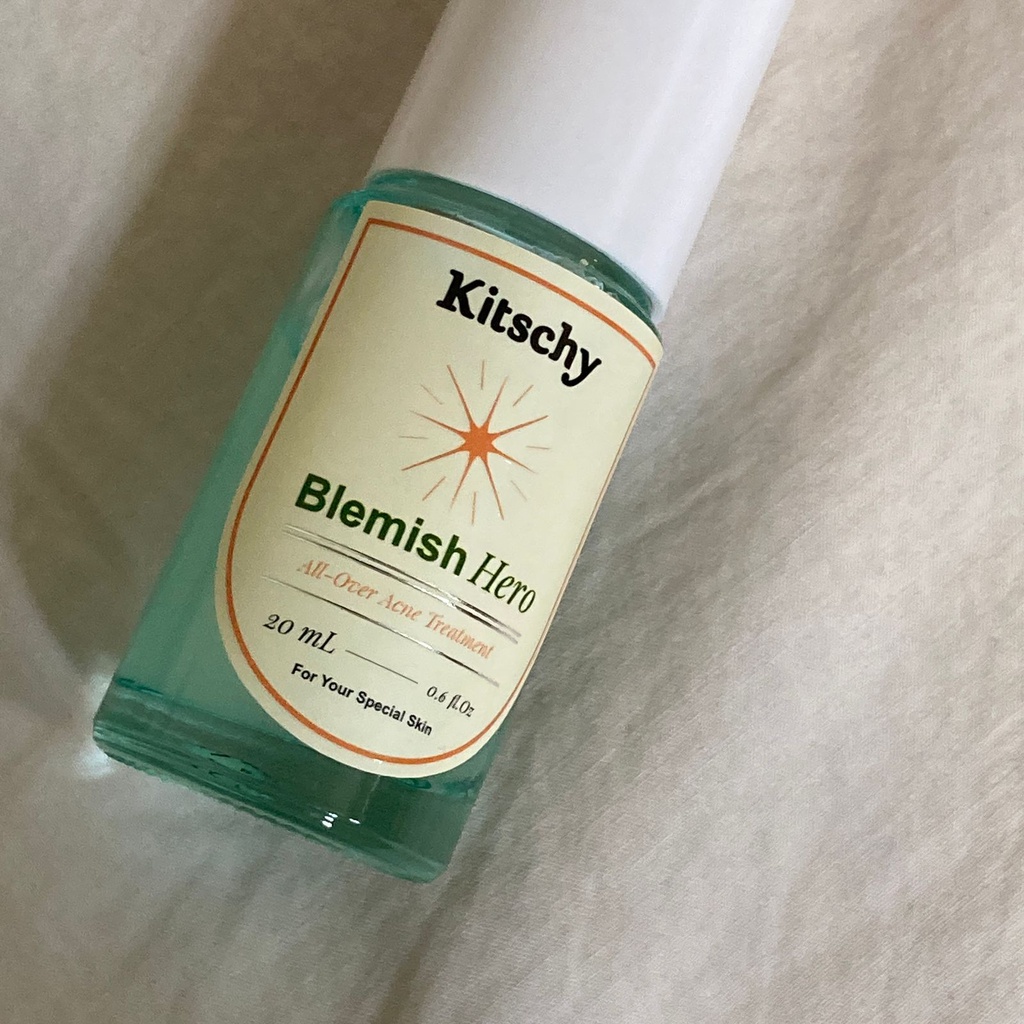 Kitschy
Blemish Hero
All-Over Acne Treatment
20 mL
0.6 fl.Oz
For Your Special Skin